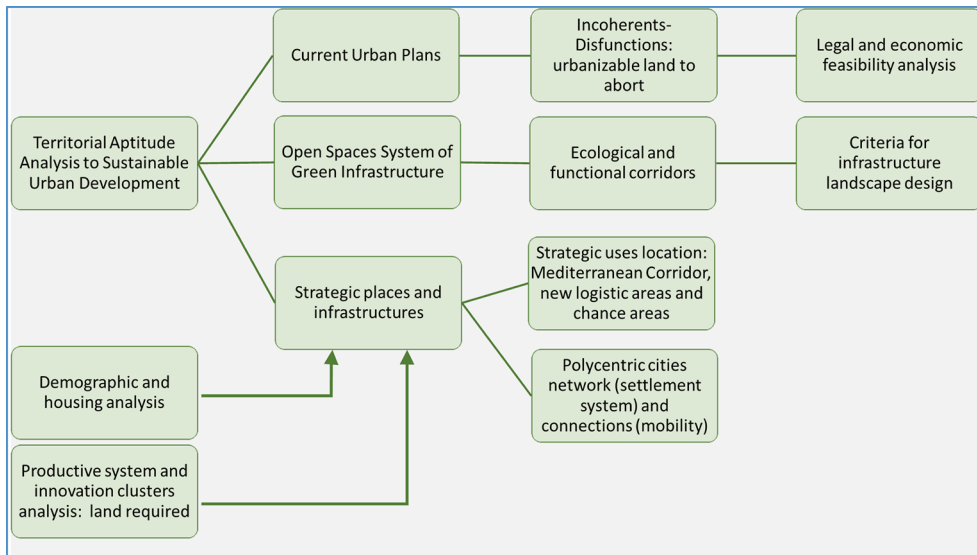 Current Urban Plans
Incoherents-
Disfunctions:
urbanizable land to
abort
Legal and economic
feasibility analysis
Territorial Aptitude
Analysis to Sustainable
Urban Development
Open Spaces System of
Green Infrastructure
Ecological and
functional corridors
Criteria for
infrastructure
landscape design
Strategic places and
infrastructures
Strategic uses location:
Mediterranean Corridor,
new logistic areas and
chance areas
Demographic and
housing analysis
Polycentric cities
network (settlement
system) and
connections (mobility)
Productive system and
innovation clusters
analysis:  land required